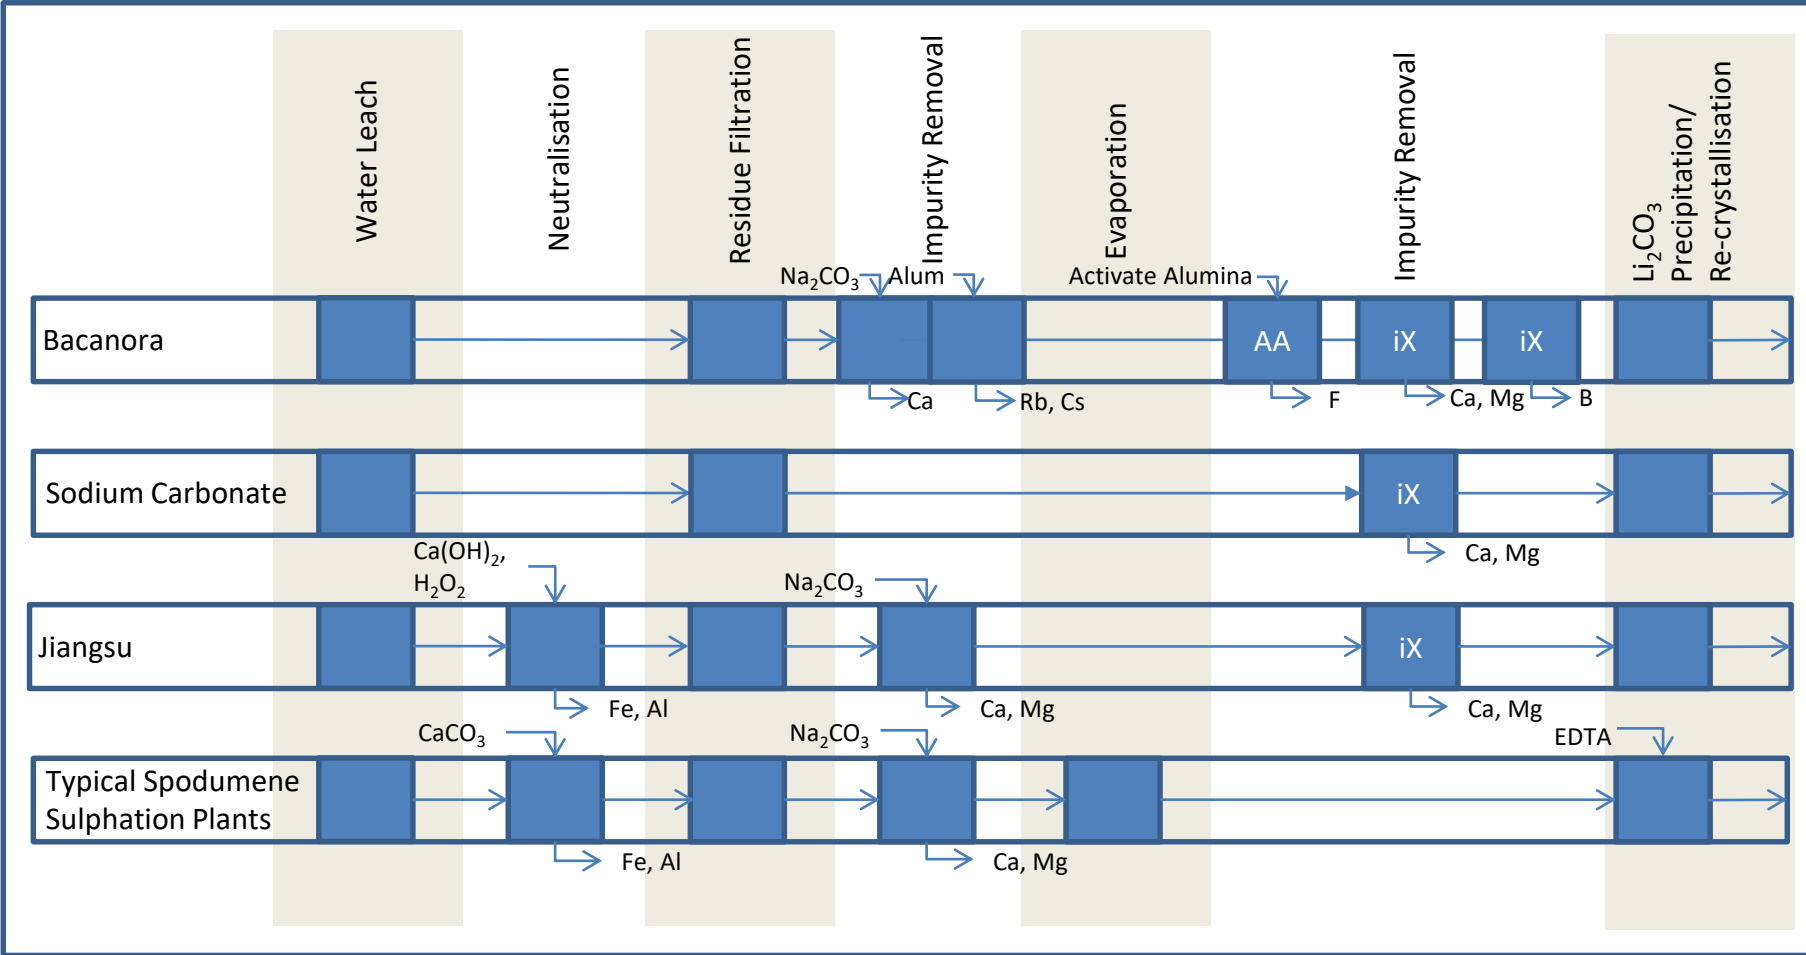 Water Leach
Neutralisation
Residue Filtration
Impurity Removal
Evaporation
Impurity Removal
Li₂CO₃
Precipitation/
Re-crystallisation
Na₂CO₃
Alum
Activate Alumina
Bacanora
AA
iX
iX
Ca
Rb, Cs
F
Ca, Mg
B
Sodium Carbonate
iX
Ca, Mg
Ca(OH)₂,
H₂O₂
Na₂CO₃
Jiangsu
iX
Fe, Al
Ca, Mg
Ca, Mg
CaCO₃
Na₂CO₃
EDTA
Typical Spodumene
Sulphation Plants
Fe, Al
Ca, Mg